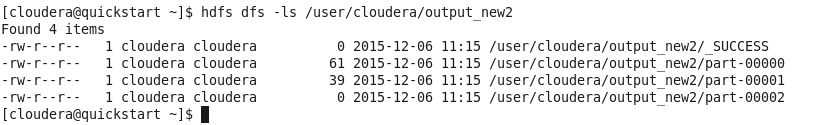 [cloudera@quickstart ~]$ hdfs dfs -ls /user/cloudera/output_new2
Found 4 items
-rw-r--r--   1 cloudera cloudera          0 2015-12-06 11:15 /user/cloudera/output_new2/_SUCCESS
-rw-r--r--   1 cloudera cloudera         61 2015-12-06 11:15 /user/cloudera/output_new2/part-00000
-rw-r--r--   1 cloudera cloudera         39 2015-12-06 11:15 /user/cloudera/output_new2/part-00001
-rw-r--r--   1 cloudera cloudera          0 2015-12-06 11:15 /user/cloudera/output_new2/part-00002
[cloudera@quickstart ~]$